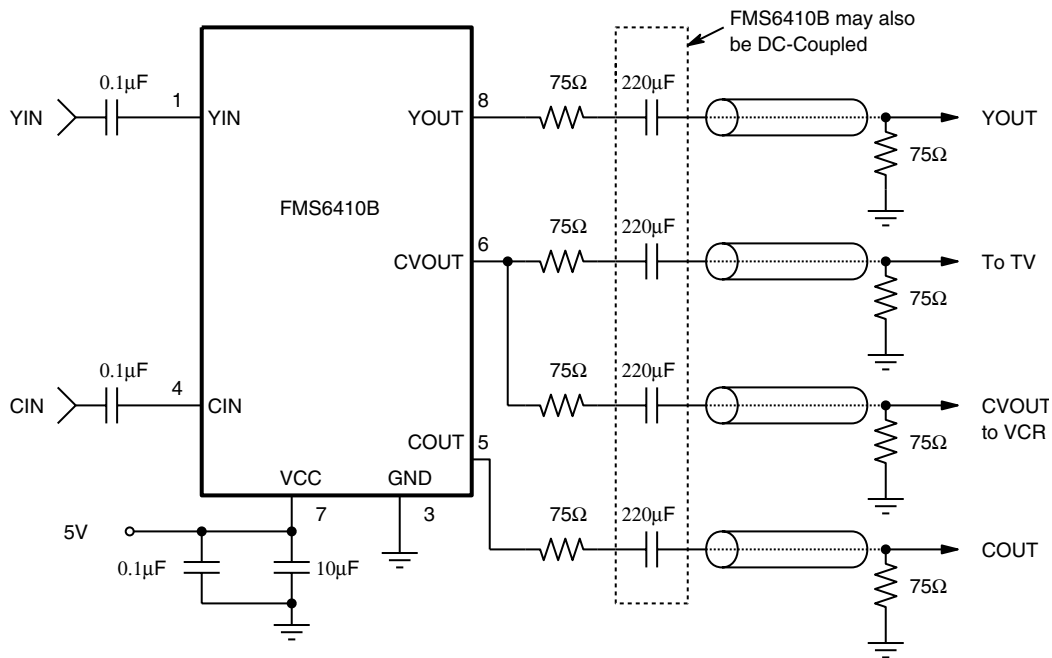 FMS6410B may also
be DC-Coupled
0.1μF
75Ω
220μF
YIN
1
YIN
YOUT
8
YOUT
75Ω
FMS6410B
75Ω
220μF
6
CVOUT
To TV
75Ω
0.1μF
75Ω
220μF
4
CIN
CIN
CVOUT
to VCR
COUT
5
75Ω
VCC
GND
7
3
75Ω
220μF
5V
0.1μF
10μF
COUT
75Ω